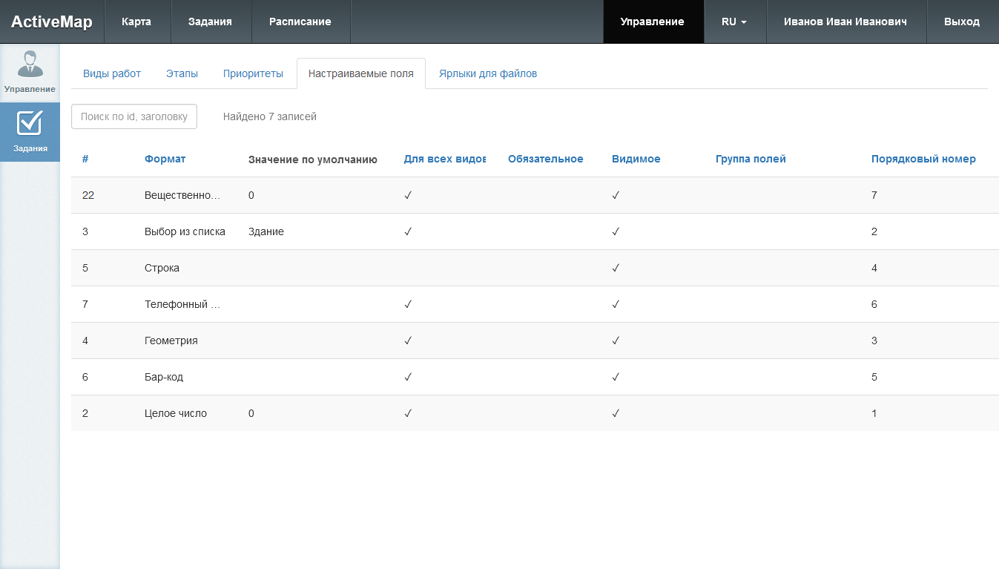 ActiveMap Карта Задания Расписание Управление RU Иванов Иван Иванович Выход
Управление
Задания
Виды работ Этапы Приоритеты Настраиваемые поля Ярлыки для файлов
Поиск по id, заголовку Найдено 7 записей
# Формат Значение по умолчанию Для всех видов Обязательное Видимое Группа полей Порядковый номер
22 Вещественно… 0 ✓ ✓ 7
3 Выбор из списка Здание ✓ ✓ 2
5 Строка ✓ 4
7 Телефонный … ✓ ✓ 6
4 Геометрия ✓ ✓ 3
6 Бар-код ✓ ✓ 5
2 Целое число 0 ✓ ✓ 1